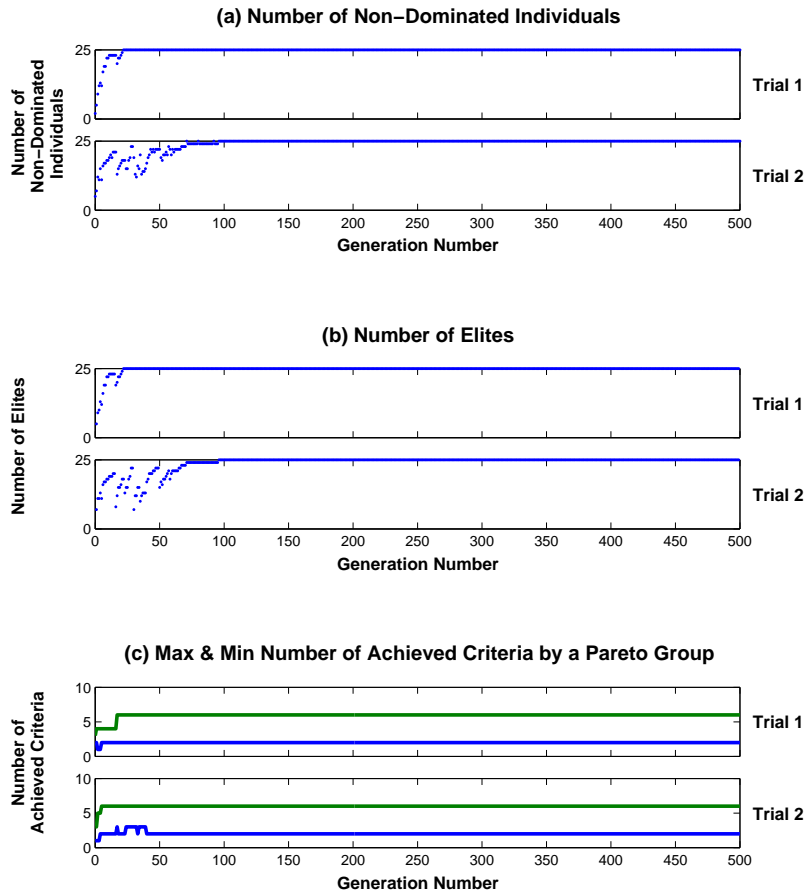 (a) Number of Non−Dominated Individuals
Number of
Non−Dominated
Individuals
25
0
Trial 1
25
0
Trial 2
0 50 100 150 200 250 300 350 400 450 500
Generation Number
(b) Number of Elites
Number of Elites
25
0
Trial 1
25
0
Trial 2
0 50 100 150 200 250 300 350 400 450 500
Generation Number
(c) Max & Min Number of Achieved Criteria by a Pareto Group
Number of
Achieved Criteria
10
5
0
Trial 1
10
5
0
Trial 2
0 50 100 150 200 250 300 350 400 450 500
Generation Number